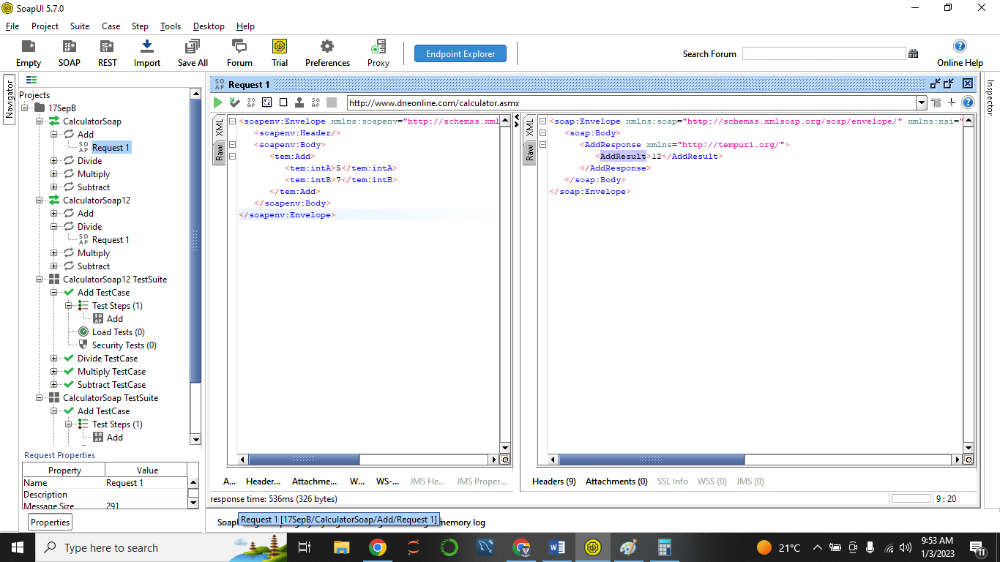 SoapUI 5.7.0
File Project Suite Case Step Tools Desktop Help
Empty SOAP REST Import Save All Forum Trial Preferences Proxy
Endpoint Explorer
Search Forum
Online Help
Navigator
Projects
17SepB
CalculatorSoap
Add
SO AP Request 1
Divide
Multiply
Subtract
CalculatorSoap12
Add
Divide
SO AP Request 1
Multiply
Subtract
CalculatorSoap12 TestSuite
Add TestCase
Test Steps (1)
Add
Load Tests (0)
Security Tests (0)
Divide TestCase
Multiply TestCase
Subtract TestCase
CalculatorSoap TestSuite
Add TestCase
Test Steps (1)
Add
Request Properties
Property Value
Name Request 1
Description
Message Size 291
Properties
SO AP Request 1
http://www.dneonline.com/calculator.asmx
XML
Raw
<soapenv:Envelope xmlns:soapenv="http://schemas.xml
<soapenv:Header/>
<soapenv:Body>
<tem:Add>
<tem:intA>5</tem:intA>
<tem:intB>7</tem:intB>
</tem:Add>
</soapenv:Body>
</soapenv:Envelope>
XML
Raw
<soap:Envelope xmlns:soap="http://schemas.xmlsoap.org/soap/envelope/" xmlns:xsi="
<soap:Body>
<AddResponse xmlns="http://tempuri.org/">
<AddResult>12</AddResult>
</AddResponse>
</soap:Body>
</soap:Envelope>
Inspector
A... Header... Attachme... W... WS-... JMS He... JMS Proper...
Headers (9) Attachments (0) SSL Info WSS (0) JMS (0)
response time: 536ms (326 bytes)
9 : 20
Request 1 [17SepB/CalculatorSoap/Add/Request 1]
memory log
Type here to search
21°C
9:53 AM
1/3/2023
11